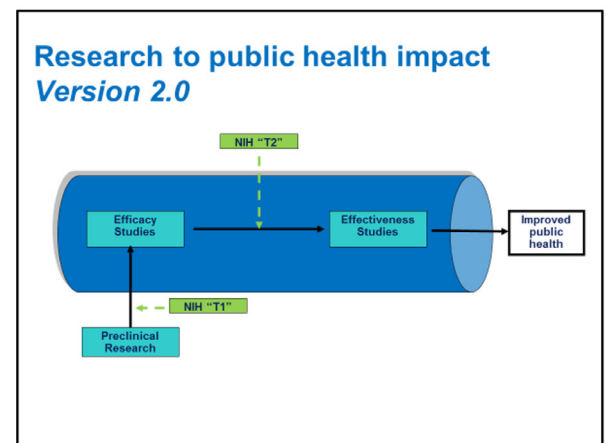 Research to public health impact
Version 2.0
NIH “T2”
Efficacy
Studies
Effectiveness
Studies
Improved
public
health
NIH “T1”
Preclinical
Research